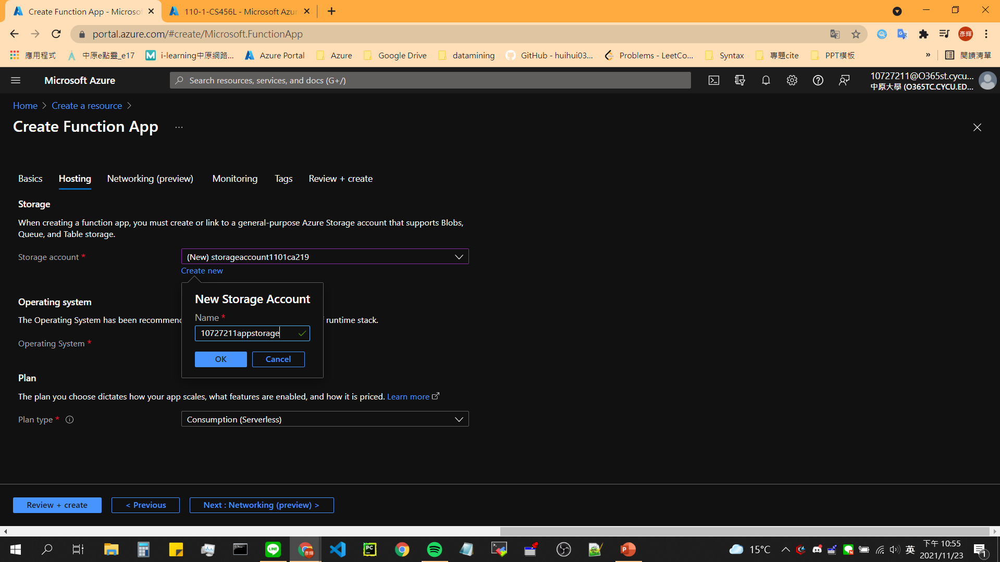 Create Function App - Microso
110-1-CS456L - Microsoft Azur
portal.azure.com/#create/Microsoft.FunctionApp
彥輝
應用程式
中原e點靈_e17
i-learning中原網路...
Azure Portal
Azure
Google Drive
datamining
GitHub - huihui03...
Problems - LeetCo...
Syntax
專題cite
PPT模板
»
閱讀清單
Microsoft Azure
Search resources, services, and docs (G+/)
10727211@O365st.cycu...
中原大學 (O365TC.CYCU.ED...
Home > Create a resource >
Create Function App ...
Basics
Hosting
Networking (preview)
Monitoring
Tags
Review + create
Storage
When creating a function app, you must create or link to a general-purpose Azure Storage account that supports Blobs,
Queue, and Table storage.
Storage account *
(New) storageaccount1101ca219
Create new
New Storage Account
Name *
10727211appstorage
OK
Cancel
Operating system
The Operating System has been recommend
runtime stack.
Operating System *
Plan
The plan you choose dictates how your app scales, what features are enabled, and how it is priced. Learn more
Plan type *
Consumption (Serverless)
Review + create
< Previous
Next : Networking (preview) >
LINE
PC
15°C
英
下午 10:55
2021/11/23
1